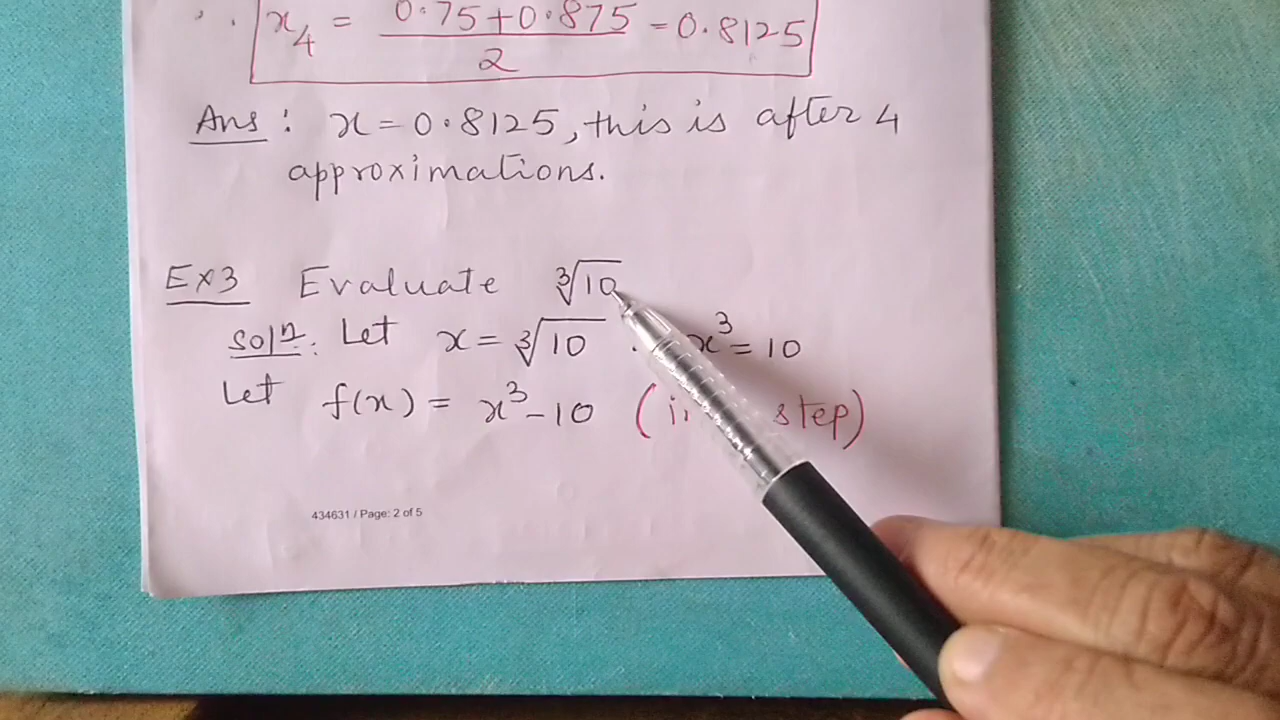 ∴ x₄ = (0.75+0.875)/2 = 0.8125
Ans : x = 0.8125, this is after 4
approximations.
Ex3 Evaluate ∛10
Soln: Let x = ∛10 x³ = 10
Let f(x) = x³ - 10 ( step)
434631 / Page: 2 of 5